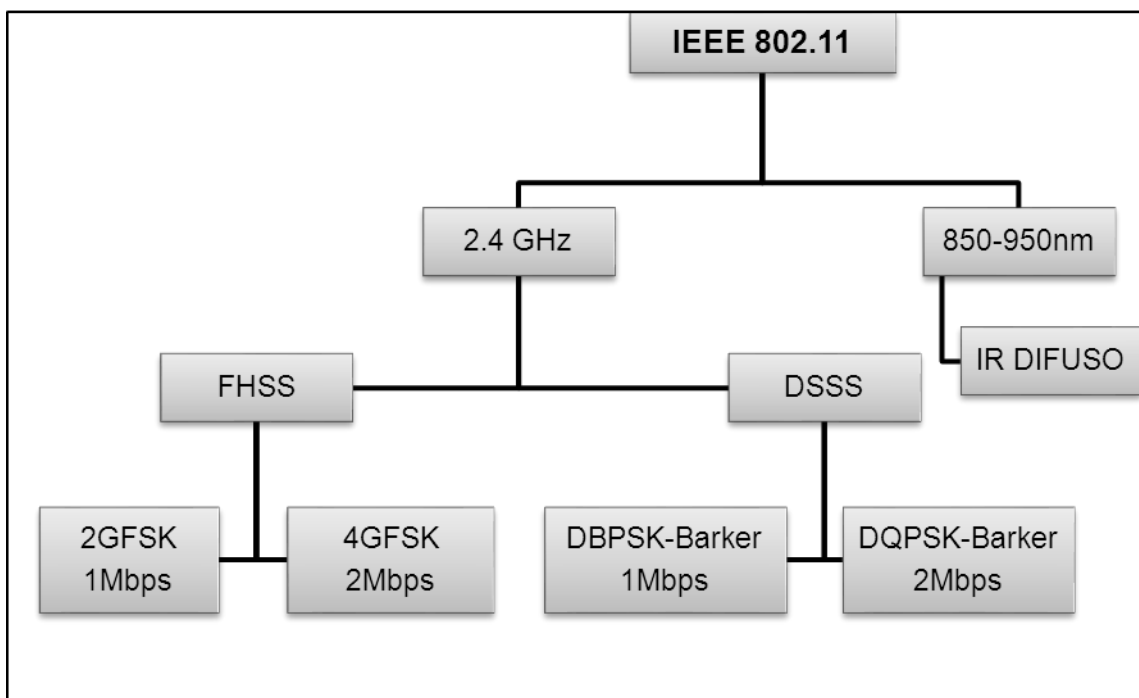 IEEE 802.11
2.4 GHz
850-950nm
IR DIFUSO
FHSS
DSSS
2GFSK
1Mbps
4GFSK
2Mbps
DBPSK-Barker
1Mbps
DQPSK-Barker
2Mbps